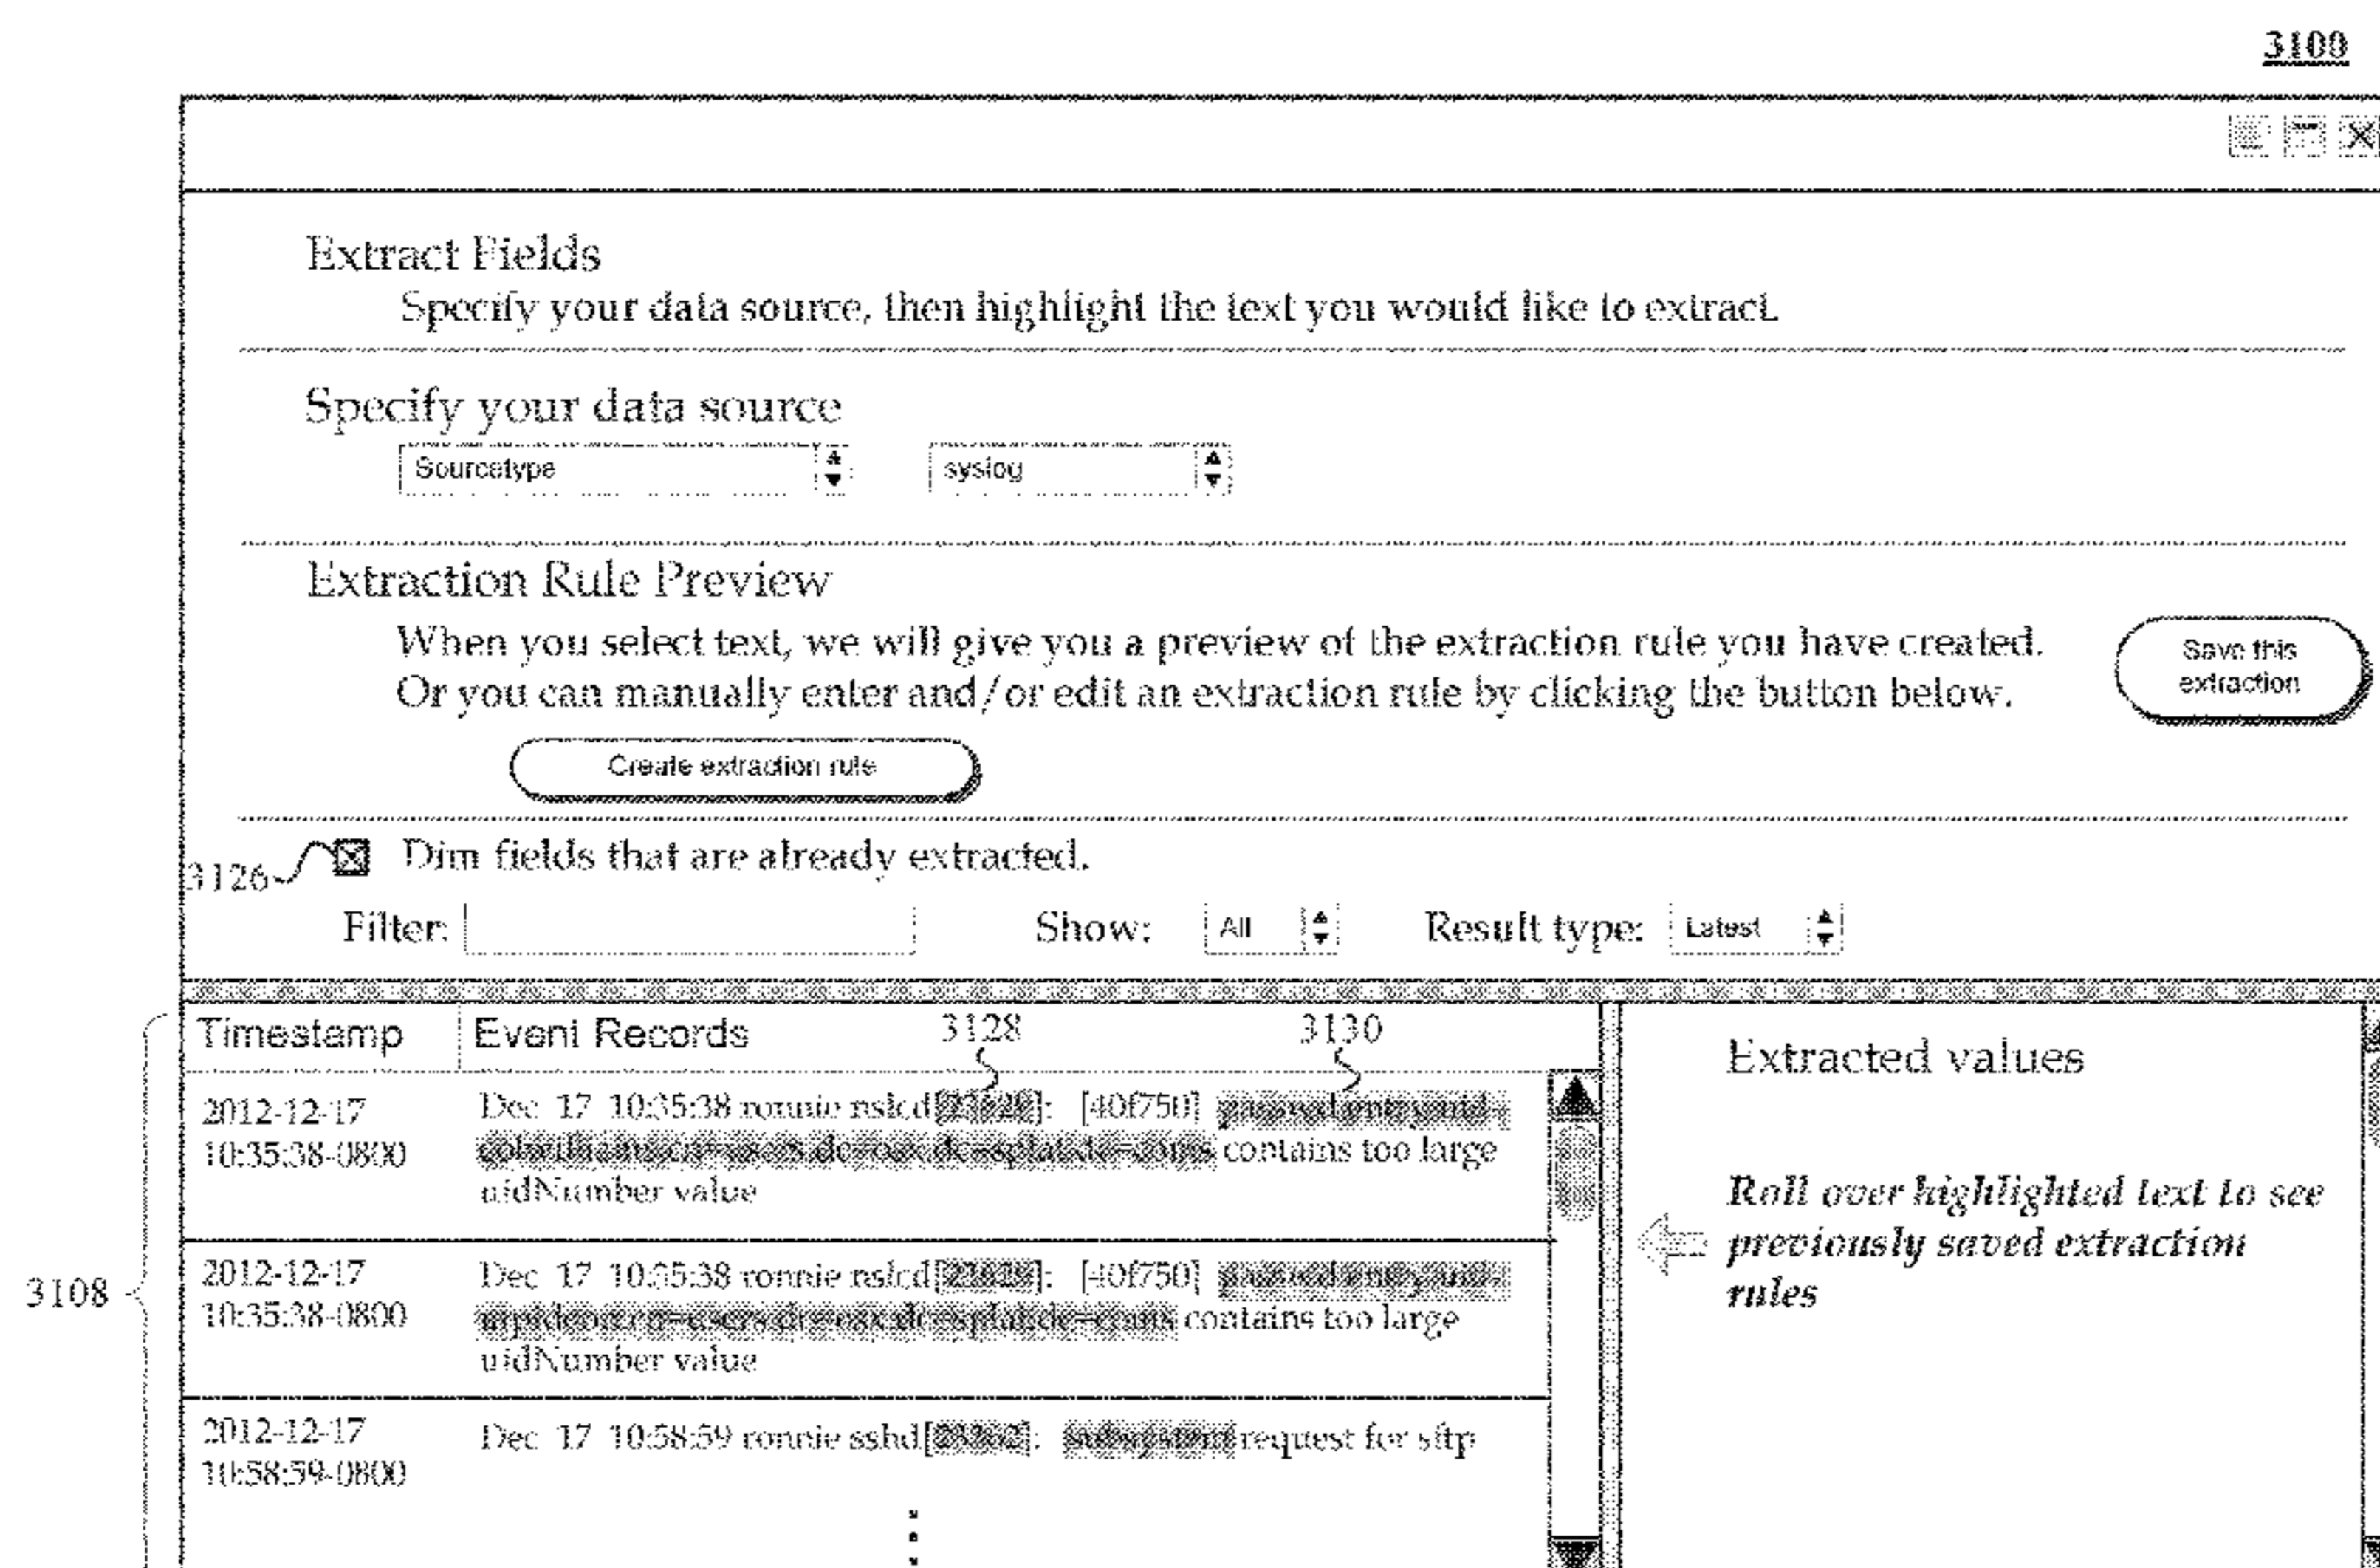 3100
Extract Fields
Specify your data source, then highlight the text you would like to extract.
Specify your data source
Sourcetype syslog
Extraction Rule Preview
When you select text, we will give you a preview of the extraction rule you have created.
Or you can manually enter and/or edit an extraction rule by clicking the button below.
Save this
extraction
Create extraction rule
3126 Dim fields that are already extracted.
Filter: Show: All Result type: Latest
Timestamp Event Records 3128 3130
3108
2012-12-17
10:35:38-0800
Dec 17 10:35:38 ronnie nslcd[]: [40f750]
contains too large
uidNumber value
2012-12-17
10:35:38-0800
Dec 17 10:35:38 ronnie nslcd[]: [40f750]
contains too large
uidNumber value
2012-12-17
10:58:59-0800
Dec 17 10:58:59 ronnie sshd[]: subsystem request for sftp
Extracted values
Roll over highlighted text to see
previously saved extraction
rules